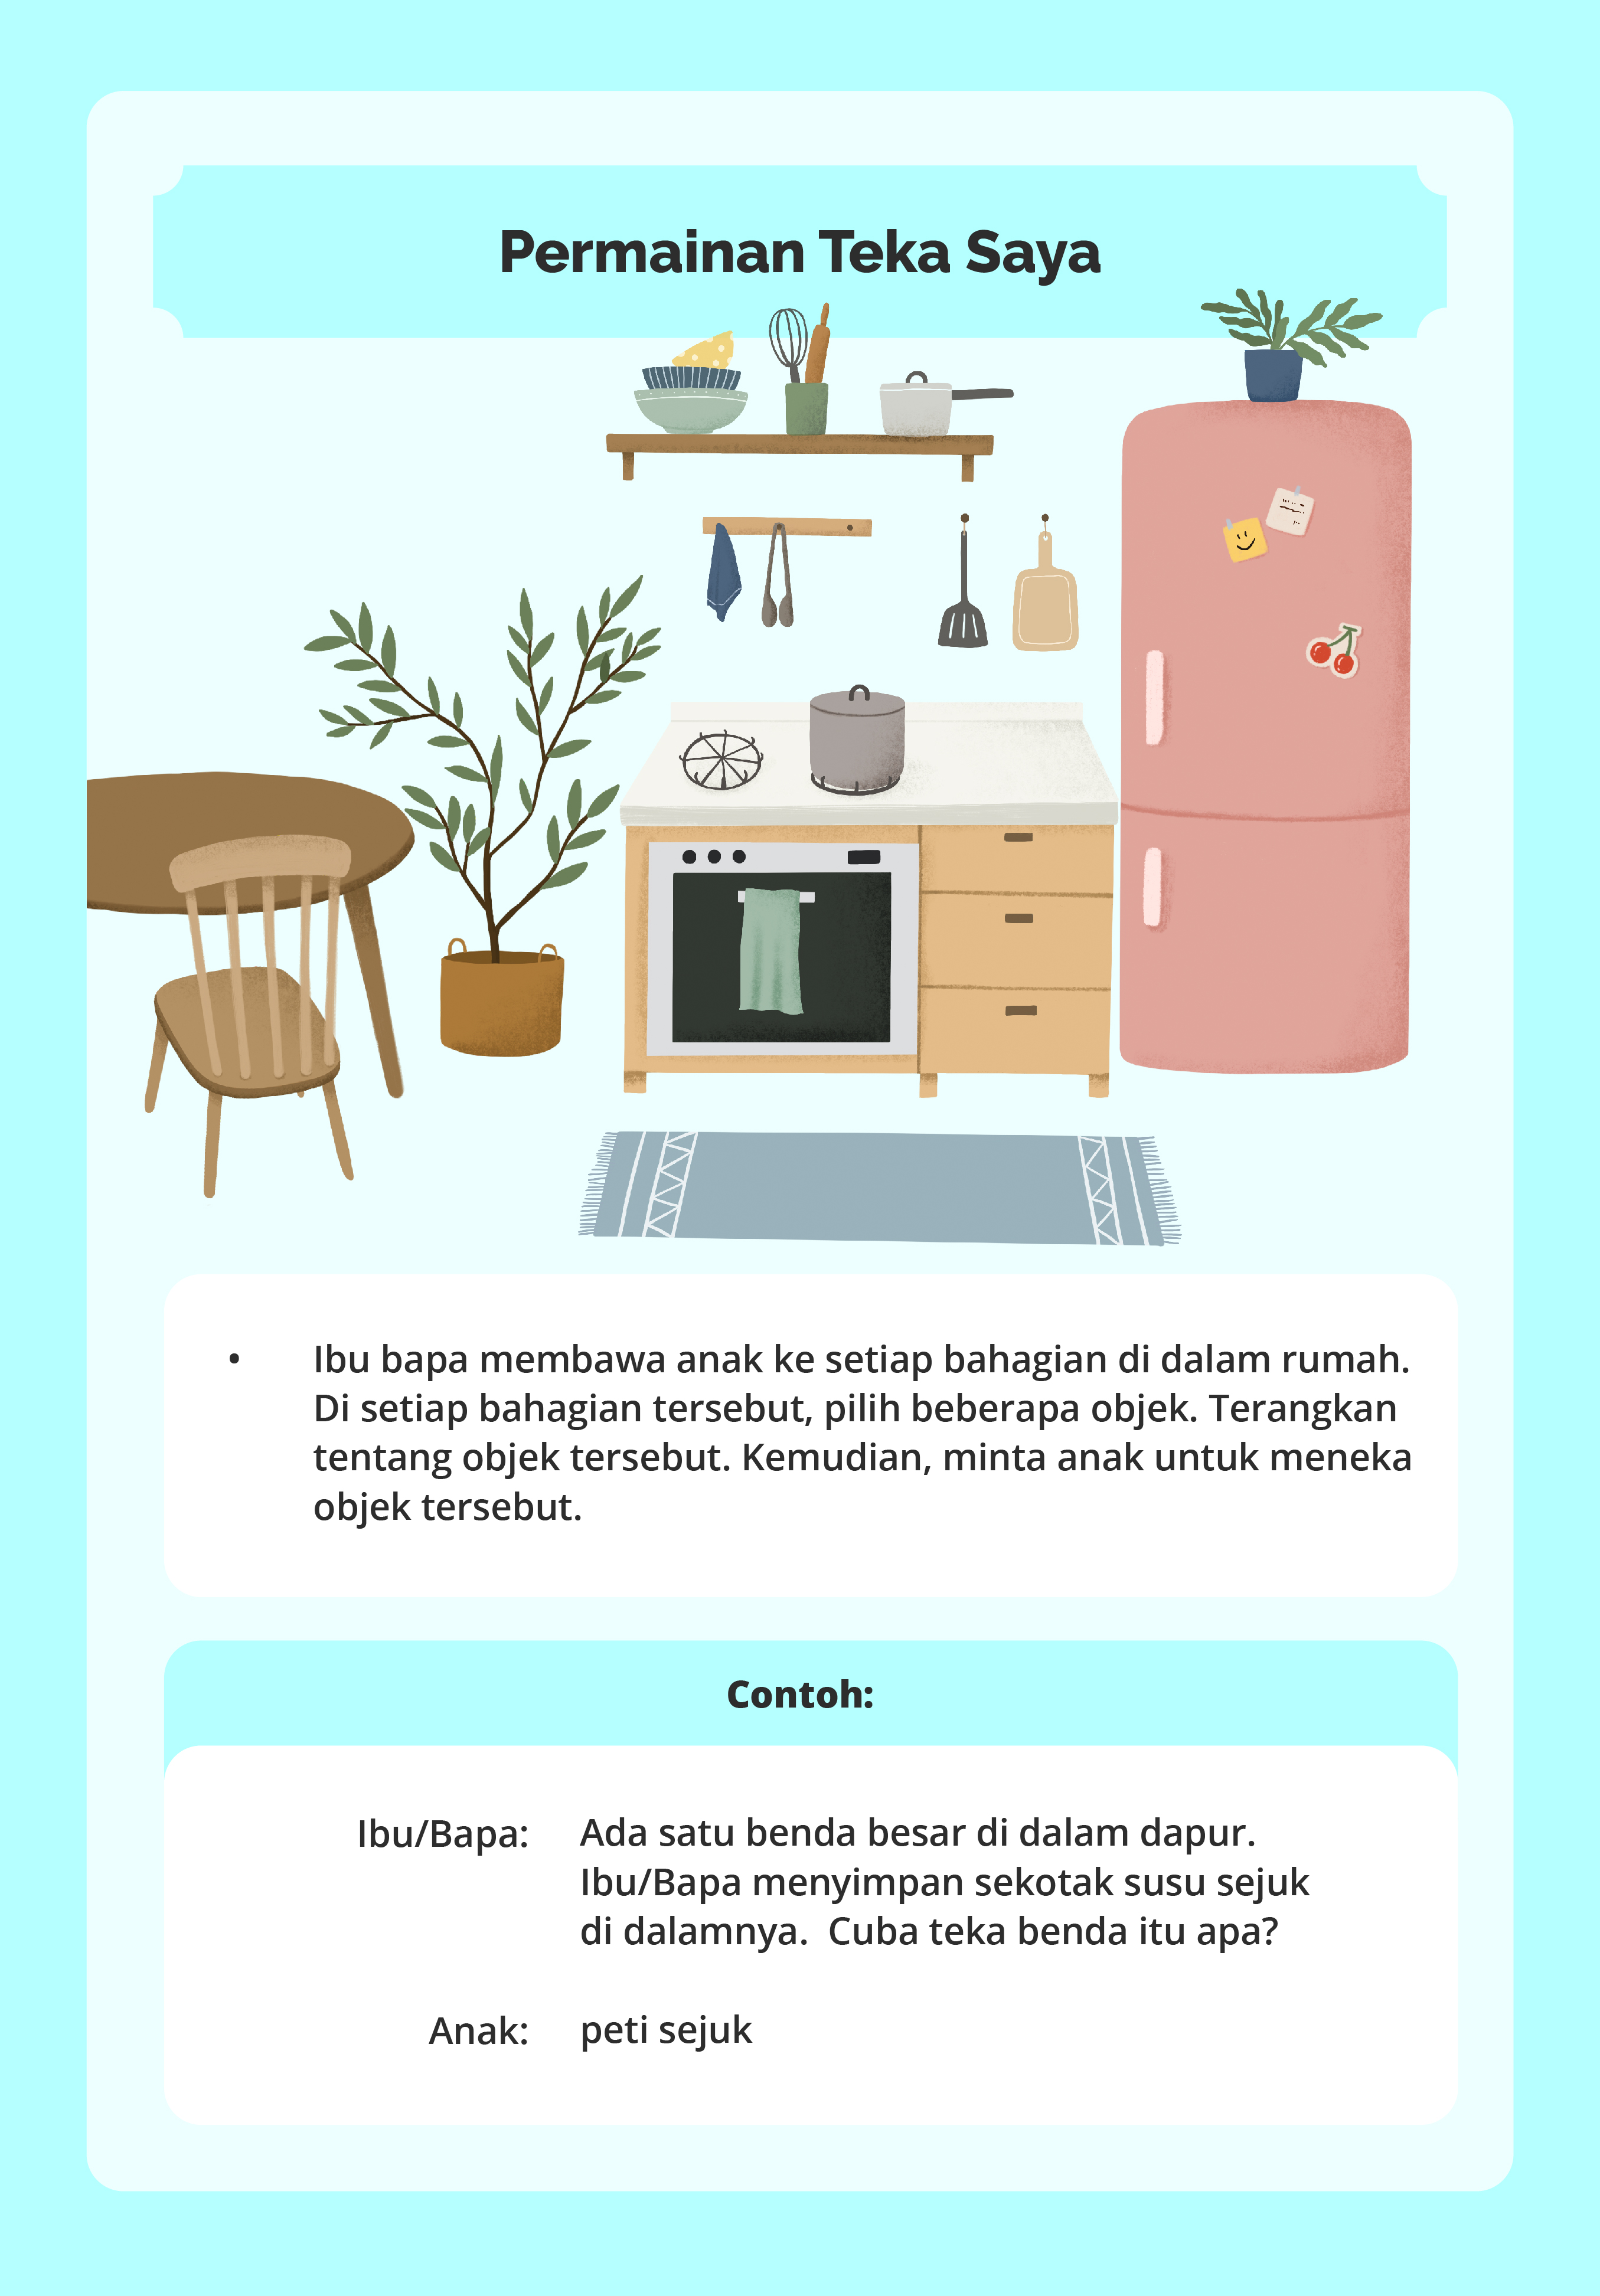 Permainan Teka Saya
• Ibu bapa membawa anak ke setiap bahagian di dalam rumah.
Di setiap bahagian tersebut, pilih beberapa objek. Terangkan
tentang objek tersebut. Kemudian, minta anak untuk meneka
objek tersebut.
Contoh:
Ibu/Bapa: Ada satu benda besar di dalam dapur.
Ibu/Bapa menyimpan sekotak susu sejuk
di dalamnya.  Cuba teka benda itu apa?
Anak: peti sejuk